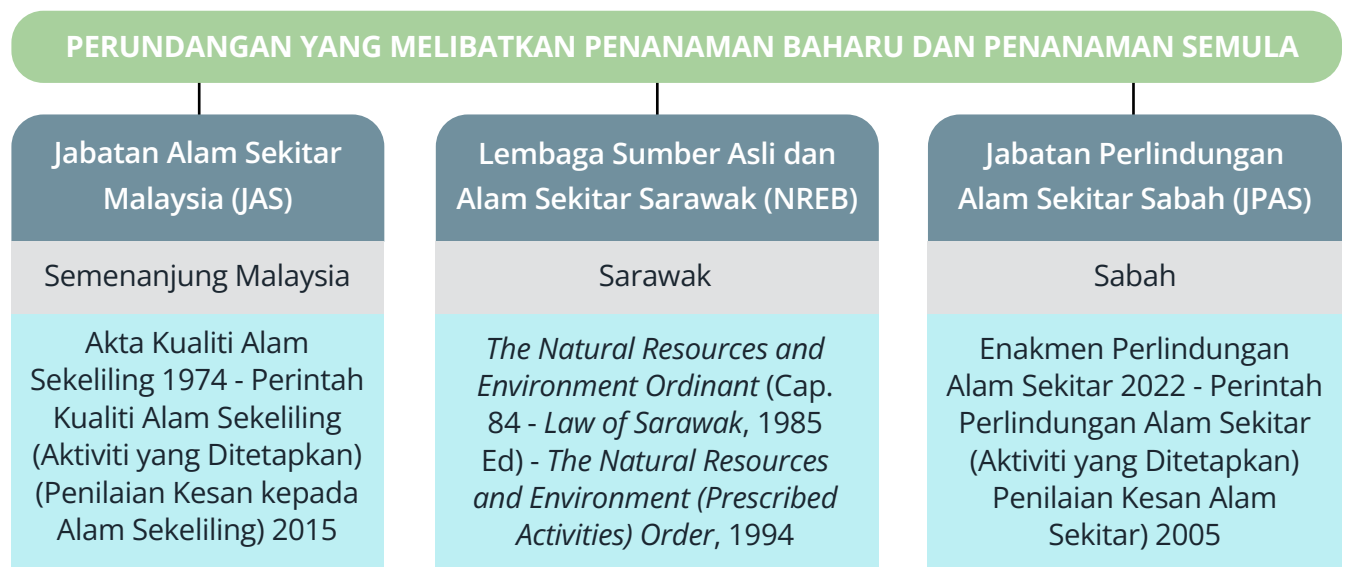 PERUNDANGAN YANG MELIBATKAN PENANAMAN BAHARU DAN PENANAMAN SEMULA
Jabatan Alam Sekitar
Malaysia (JAS)
Semenanjung Malaysia
Akta Kualiti Alam
Sekeliling 1974 - Perintah
Kualiti Alam Sekeliling
(Aktiviti yang Ditetapkan)
(Penilaian Kesan kepada
Alam Sekeliling) 2015
Lembaga Sumber Asli dan
Alam Sekitar Sarawak (NREB)
Sarawak
The Natural Resources and
Environment Ordinant (Cap.
84 - Law of Sarawak, 1985
Ed) - The Natural Resources
and Environment (Prescribed
Activities) Order, 1994
Jabatan Perlindungan
Alam Sekitar Sabah (JPAS)
Sabah
Enakmen Perlindungan
Alam Sekitar 2022 - Perintah
Perlindungan Alam Sekitar
(Aktiviti yang Ditetapkan)
Penilaian Kesan Alam
Sekitar) 2005